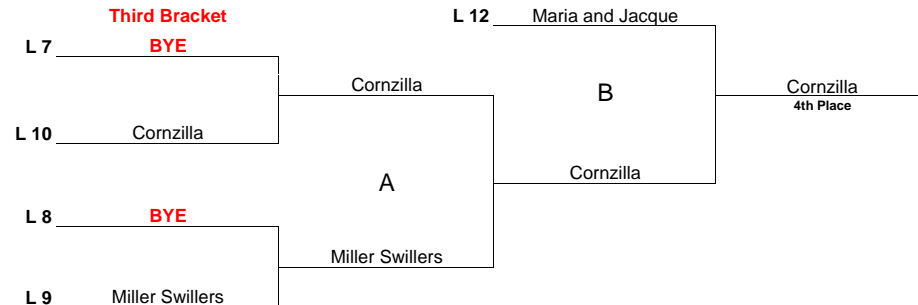 Third Bracket
L 12 Maria and Jacque
L 7 BYE
Cornzilla
B
Cornzilla
4th Place
L 10 Cornzilla
Cornzilla
A
L 8 BYE
Miller Swillers
L 9 Miller Swillers